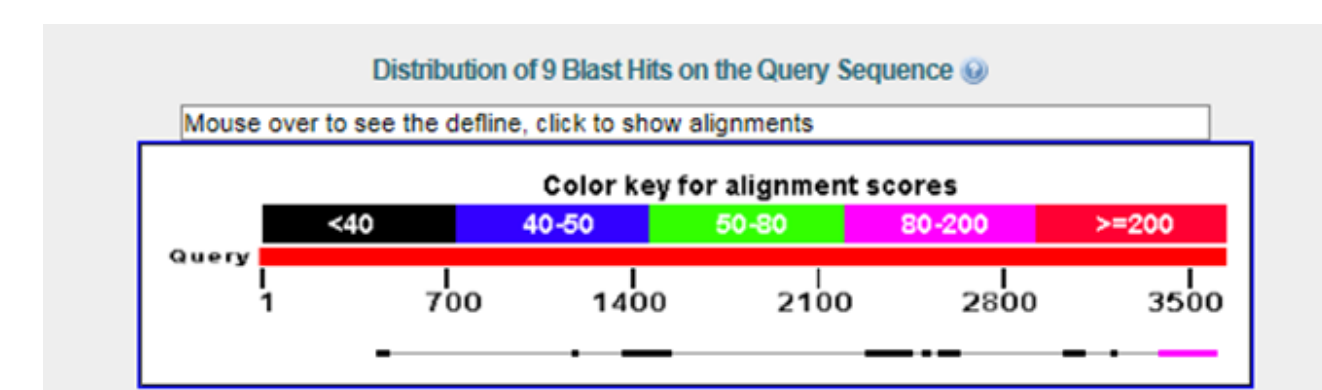 Distribution of 9 Blast Hits on the Query Sequence
Mouse over to see the defline, click to show alignments
Color key for alignment scores
<40 40-50 50-80 80-200 >=200
Query
1 700 1400 2100 2800 3500